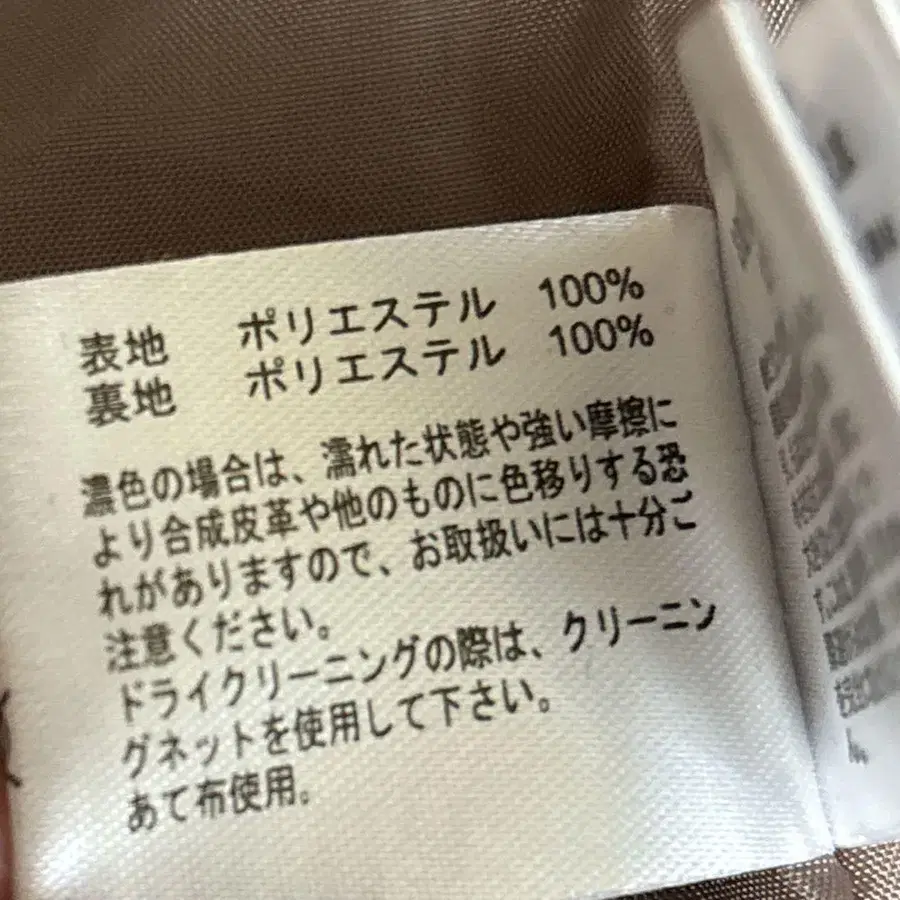 表地 ポリエステル 100%
裏地 ポリエステル 100%
濃色の場合は、濡れた状態や強い摩擦に
より合成皮革や他のものに色移りする恐
れがありますので、お取扱いには十分ご
注意ください。
ドライクリーニングの際は、クリーニン
グネットを使用して下さい。
あて布使用。